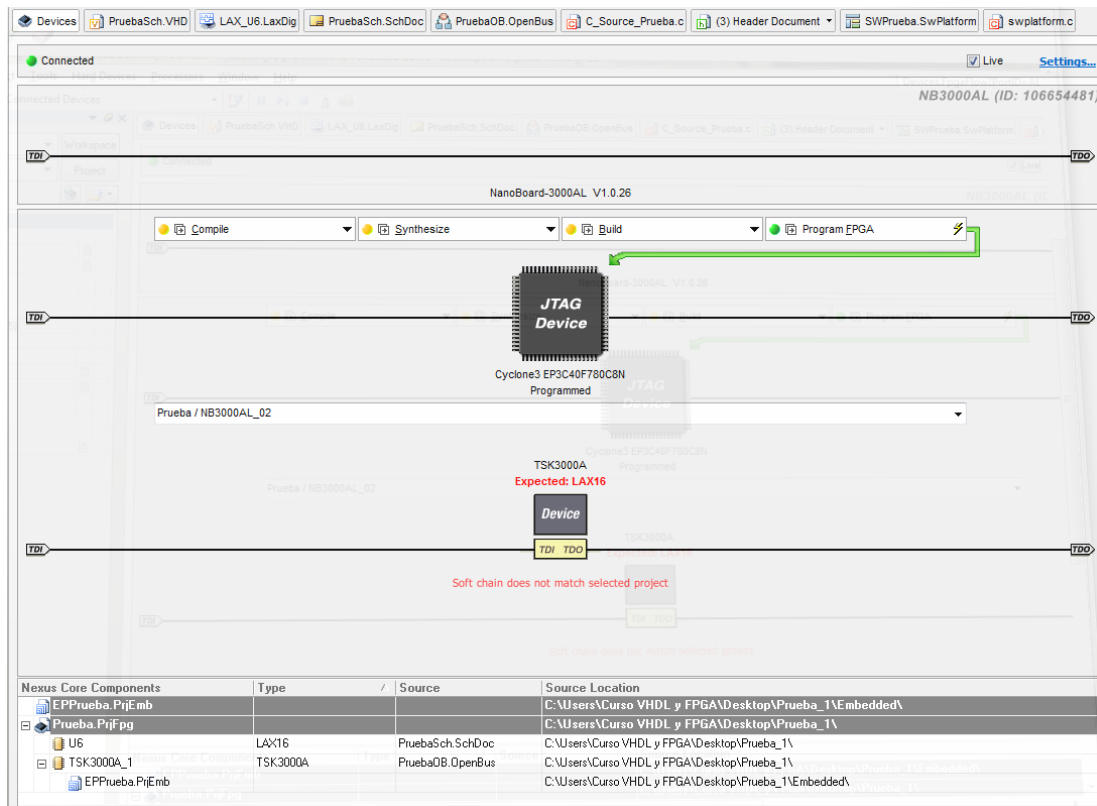 Devices PruebaSch.VHD LAX_U6.LaxDig PruebaSch.SchDoc PruebaOB.OpenBus C_Source_Prueba.c (3) Header Document SWPrueba.SwPlatform swplatform.c
Connected Live Settings...
NB3000AL (ID: 106654481)
TDI TDO
NanoBoard-3000AL V1.0.26
Compile Synthesize Build Program FPGA
JTAG
Device
TDI TDO
Cyclone3 EP3C40F780C8N
Programmed
Prueba / NB3000AL_02
TSK3000A
Expected: LAX16
Device
TDI TDI TDO TDO
Soft chain does not match selected project
Nexus Core Components Type Source Source Location
EPPrueba.PrjEmb C:\Users\Curso VHDL y FPGA\Desktop\Prueba_1\Embedded\
Prueba.PrjFpg C:\Users\Curso VHDL y FPGA\Desktop\Prueba_1\
U6 LAX16 PruebaSch.SchDoc C:\Users\Curso VHDL y FPGA\Desktop\Prueba_1\
TSK3000A_1 TSK3000A PruebaOB.OpenBus C:\Users\Curso VHDL y FPGA\Desktop\Prueba_1\
EPPrueba.PrjEmb C:\Users\Curso VHDL y FPGA\Desktop\Prueba_1\Embedded\